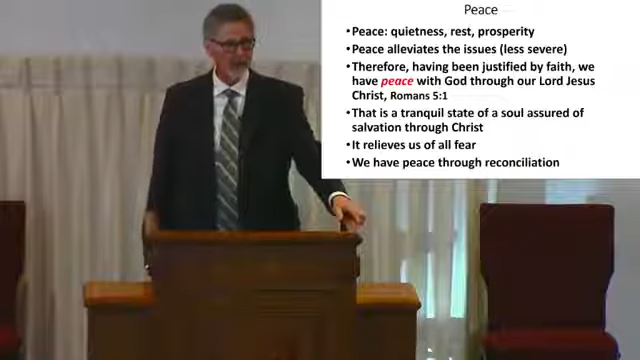 Peace
•Peace: quietness, rest, prosperity
•Peace alleviates the issues (less severe)
•Therefore, having been justified by faith, we
have peace with God through our Lord Jesus
Christ, Romans 5:1
•That is a tranquil state of a soul assured of
salvation through Christ
•It relieves us of all fear
•We have peace through reconciliation